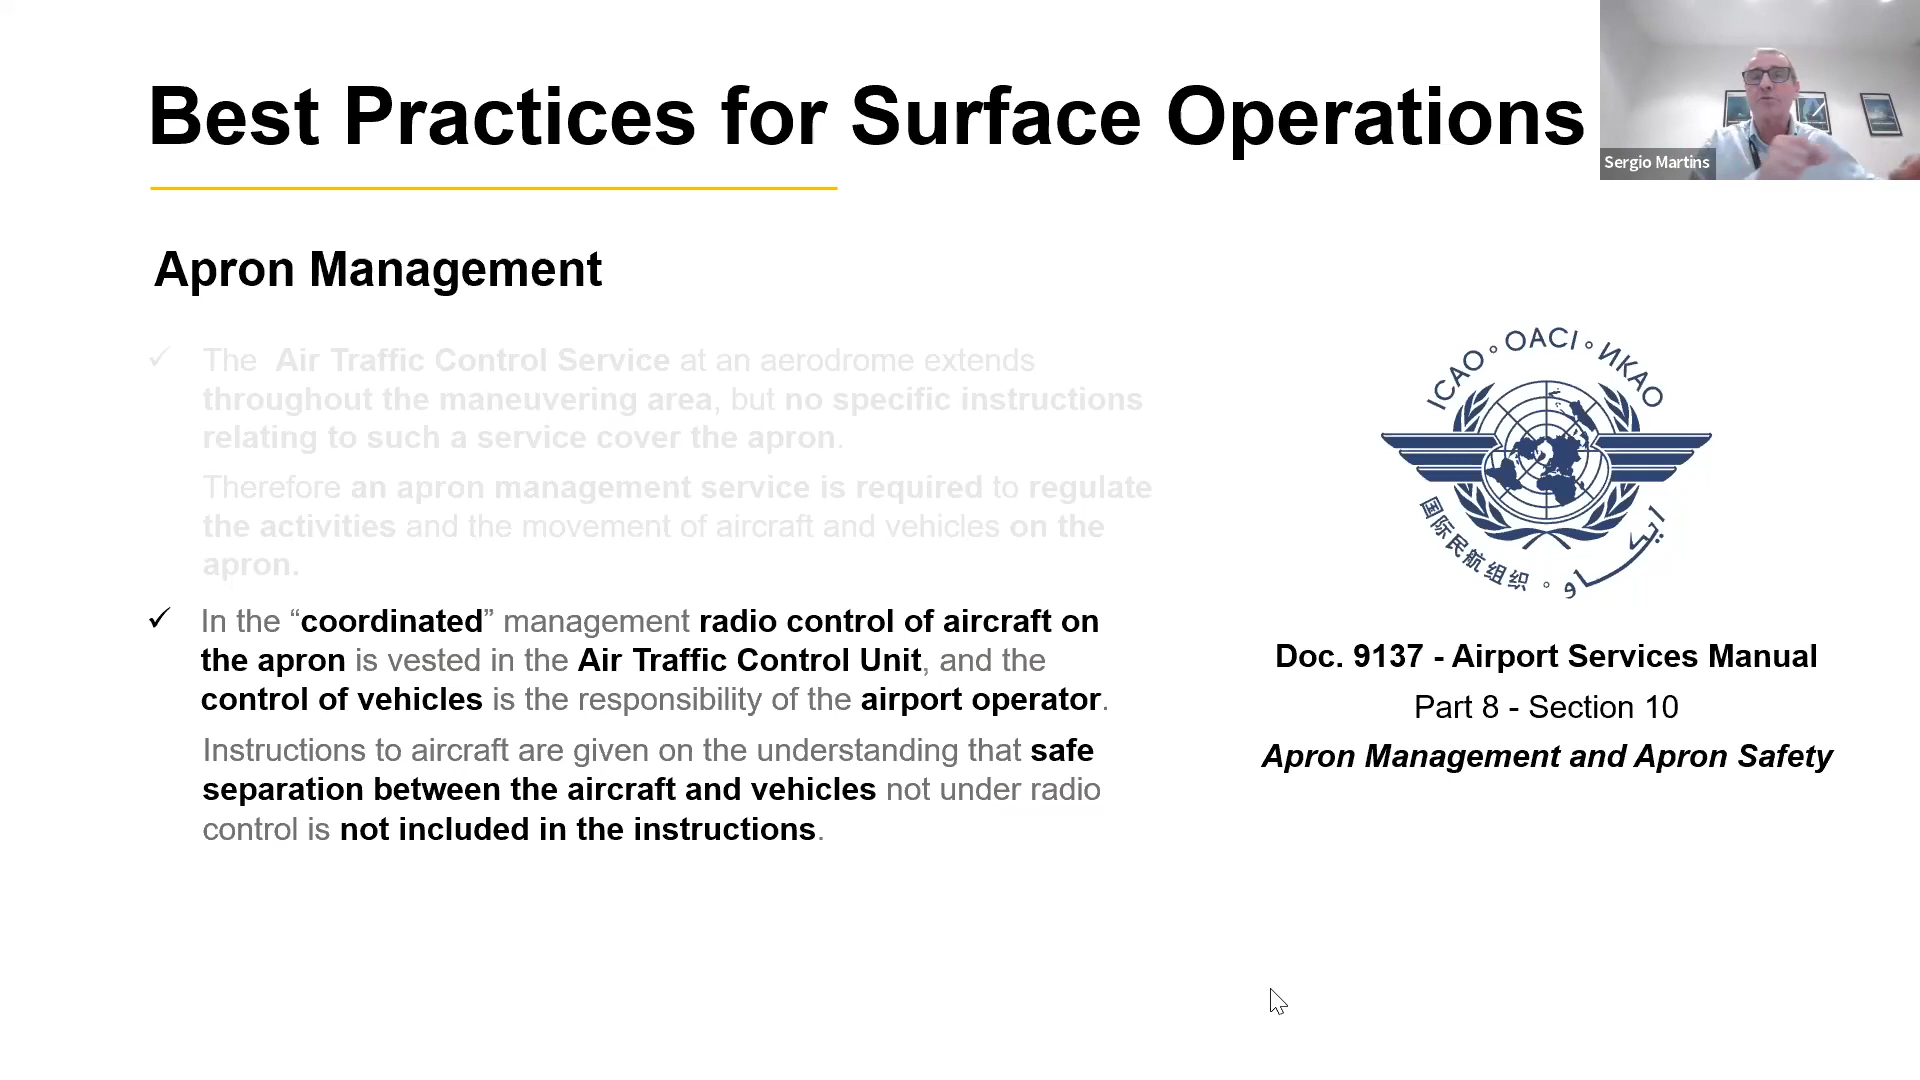 Best Practices for Surface Operations
Sergio Martins
Apron Management
✓ The Air Traffic Control Service at an aerodrome extends
throughout the maneuvering area, but no specific instructions
relating to such a service cover the apron.
Therefore an apron management service is required to regulate
the activities and the movement of aircraft and vehicles on the
apron.
✓ In the “coordinated” management radio control of aircraft on
the apron is vested in the Air Traffic Control Unit, and the
control of vehicles is the responsibility of the airport operator.
Instructions to aircraft are given on the understanding that safe
separation between the aircraft and vehicles not under radio
control is not included in the instructions.
ICAO ° OACI ° ИКАО
国际民航组织 ° ايكاو
Doc. 9137 - Airport Services Manual
Part 8 - Section 10
Apron Management and Apron Safety